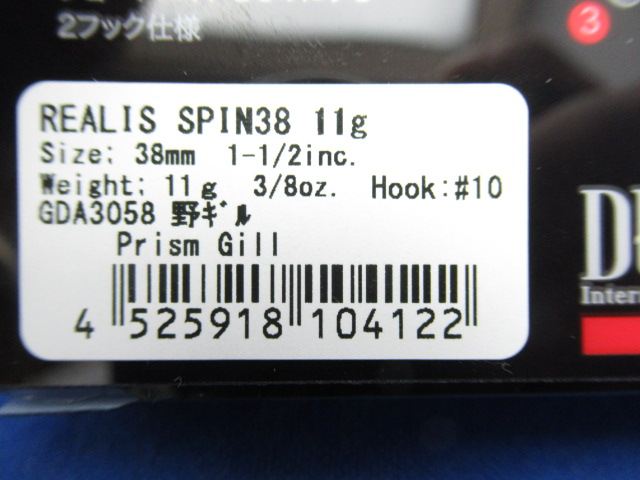 2フック仕様
3
REALIS SPIN38 11g
Size: 38mm 1-1/2inc.
Weight: 11g 3/8oz. Hook:#10
GDA3058 野ギル
Prism Gill
4 525918 104122